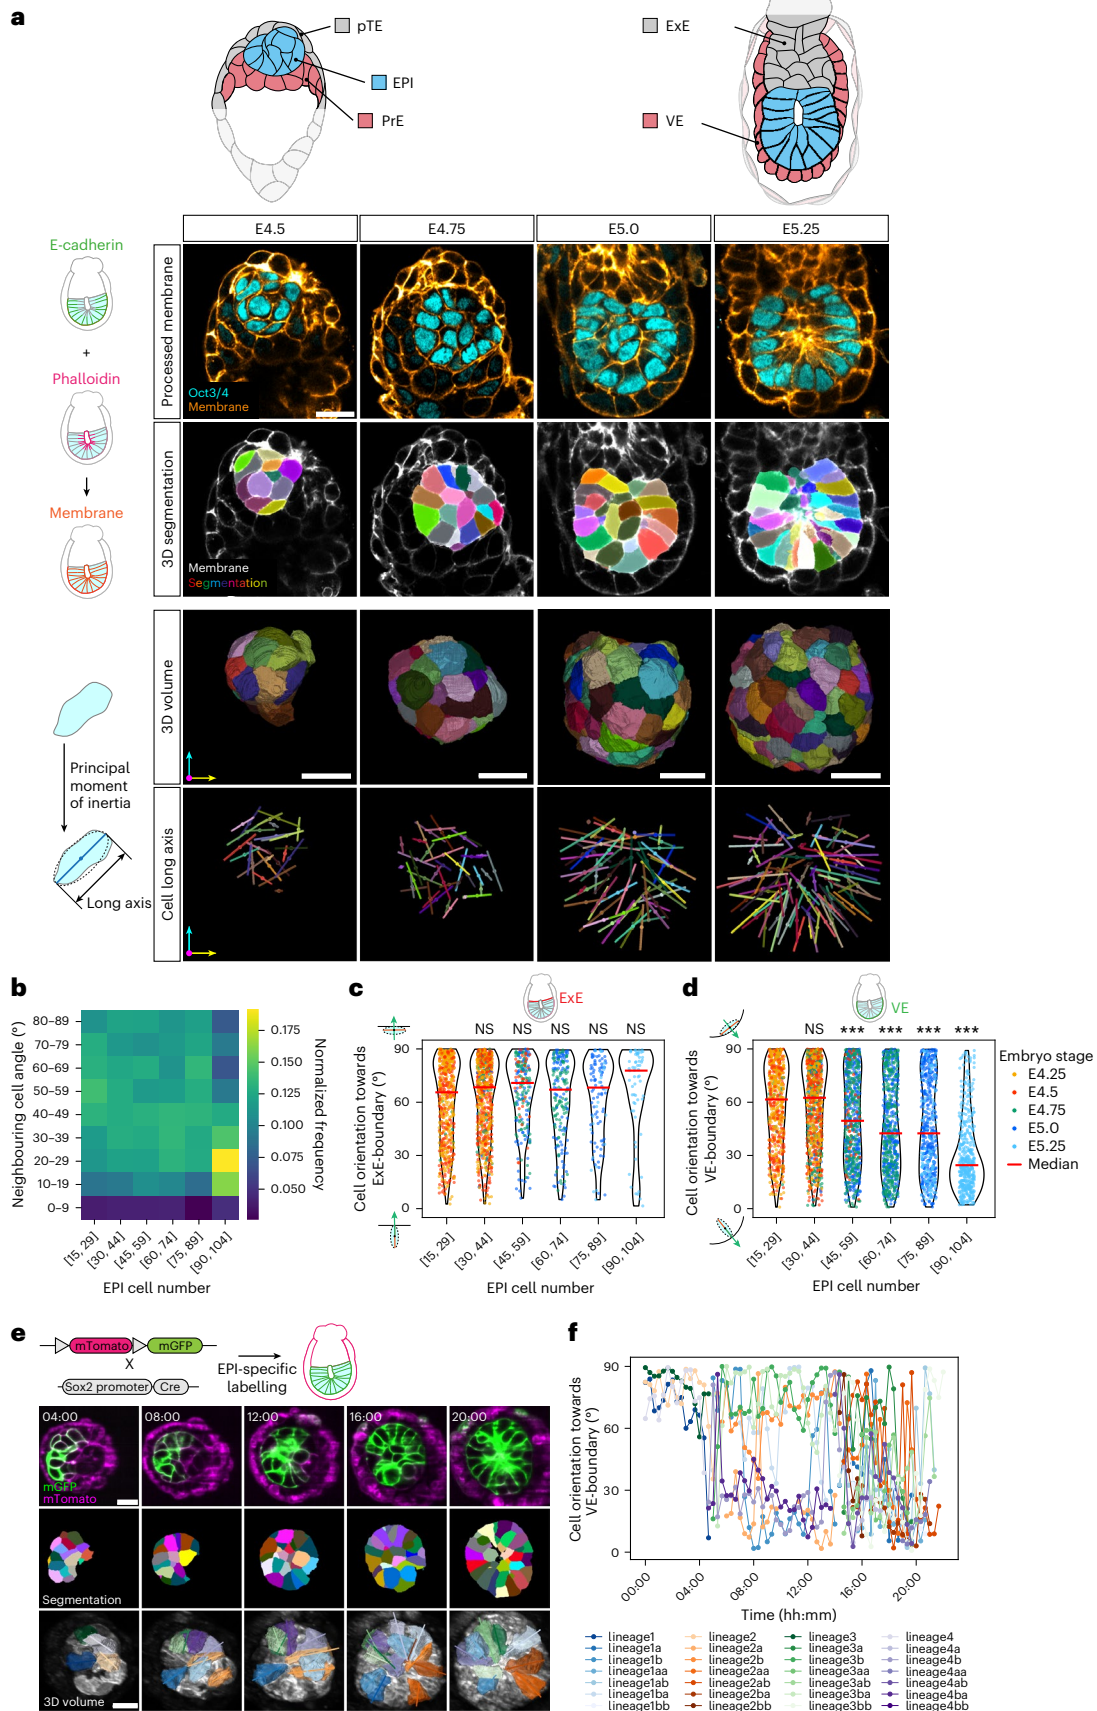 a
pTE
EPI
PrE
ExE
VE
E4.5
E4.75
E5.0
E5.25
E-cadherin
+
Phalloidin
Membrane
Processed membrane
Oct3/4
Membrane
3D segmentation
Membrane
Segmentation
3D volume
Principal
moment
of inertia
Long axis
Cell long axis
b
Neighbouring cell angle (°)
80–89
70–79
60–69
50–59
40–49
30–39
20–29
10–19
0–9
[15, 29]
[30, 44]
[45, 59]
[60, 74]
[75, 89]
[90, 104]
EPI cell number
0.175
0.150
0.125
0.100
0.075
0.050
Normalized frequency
c
ExE
NS NS NS NS NS
Cell orientation towards
ExE-boundary (°)
90
60
30
0
[15, 29]
[30, 44]
[45, 59]
[60, 74]
[75, 89]
[90, 104]
EPI cell number
d
VE
NS *** *** *** ***
Cell orientation towards
VE-boundary (°)
90
60
30
0
[15, 29]
[30, 44]
[45, 59]
[60, 74]
[75, 89]
[90, 104]
EPI cell number
Embryo stage
E4.25
E4.5
E4.75
E5.0
E5.25
Median
e
mTomato
mGFP
X
Sox2 promoter
Cre
EPI-specific
labelling
04:00
08:00
12:00
16:00
20:00
mGFP
mTomato
Segmentation
3D volume
f
Cell orientation towards
VE-boundary (°)
90
60
30
0
00:00
04:00
08:00
12:00
16:00
20:00
Time (hh:mm)
lineage1
lineage1a
lineage1b
lineage1aa
lineage1ab
lineage1ba
lineage1bb
lineage2
lineage2a
lineage2b
lineage2aa
lineage2ab
lineage2ba
lineage2bb
lineage3
lineage3a
lineage3b
lineage3aa
lineage3ab
lineage3ba
lineage3bb
lineage4
lineage4a
lineage4b
lineage4aa
lineage4ab
lineage4ba
lineage4bb